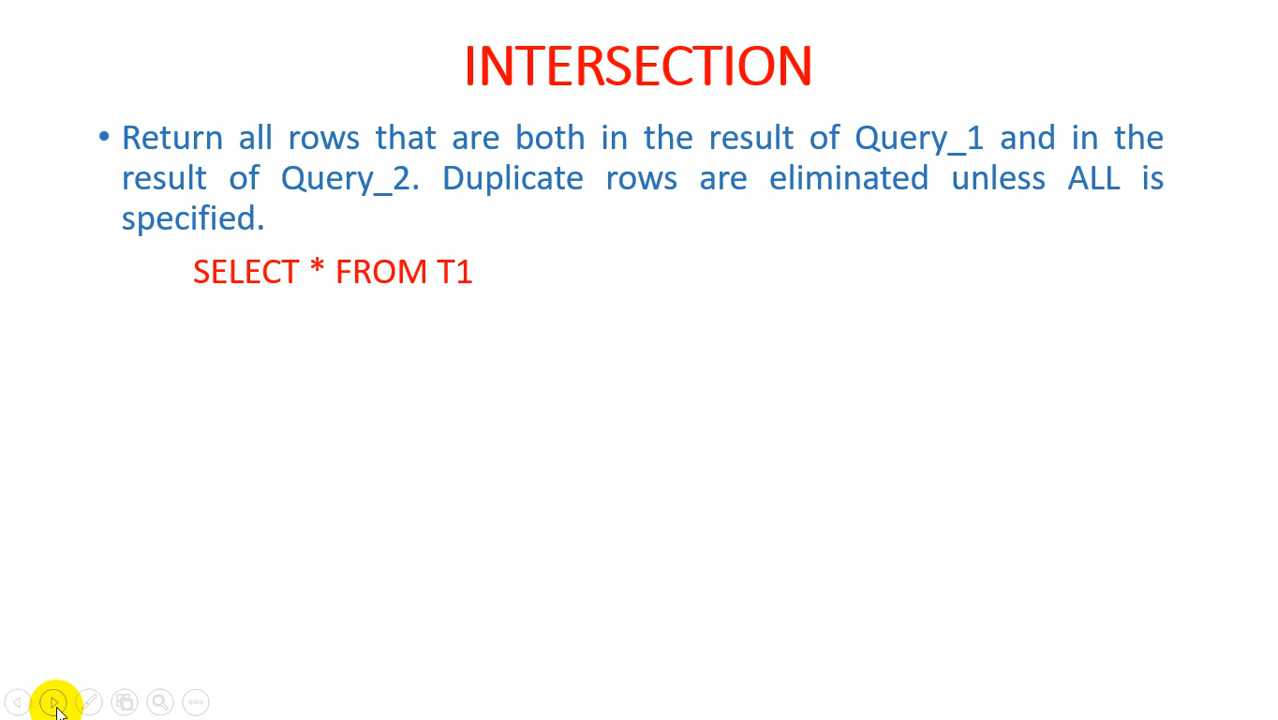 INTERSECTION
• Return all rows that are both in the result of Query_1 and in the
result of Query_2. Duplicate rows are eliminated unless ALL is
specified.
SELECT * FROM T1